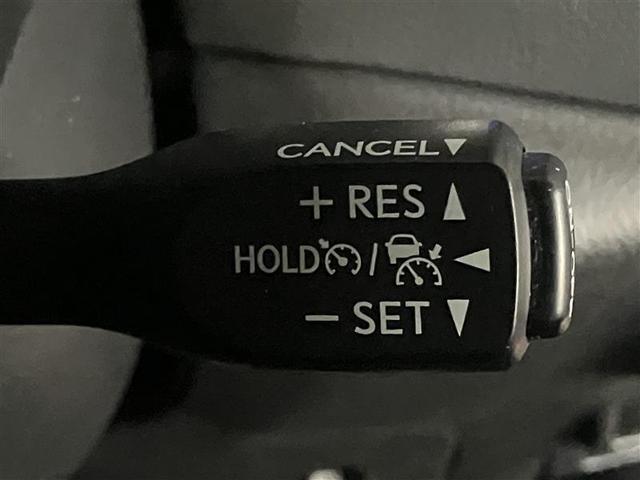 CANCEL▼
+ RES ▲
HOLD / ◀
- SET ▼